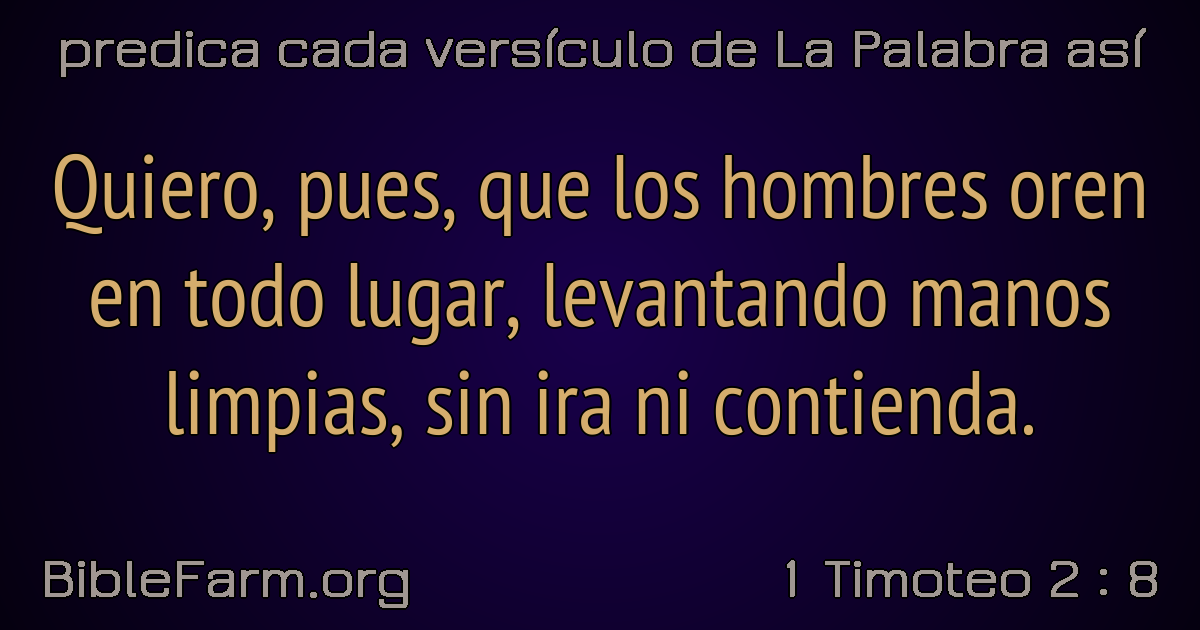 predica cada versículo de La Palabra así
Quiero, pues, que los hombres oren
en todo lugar, levantando manos
limpias, sin ira ni contienda.
BibleFarm.org
1 Timoteo 2 : 8